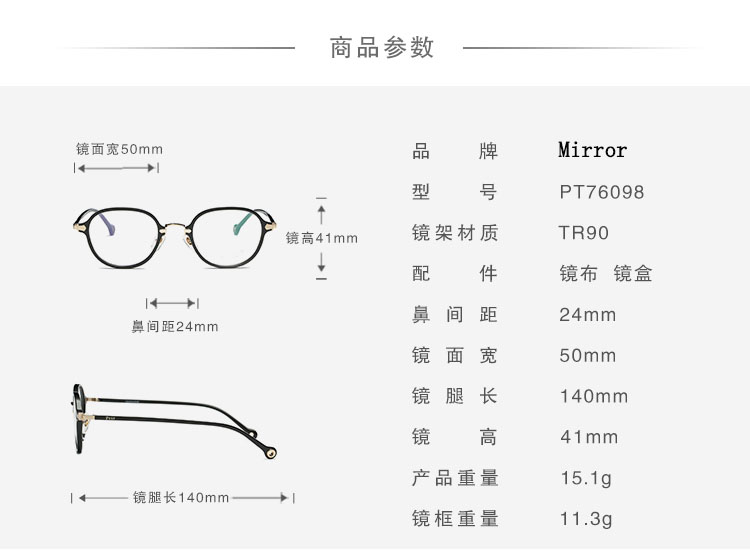 商品参数
镜面宽50mm
镜高41mm
鼻间距24mm
镜腿长140mm
品牌 Mirror
型号 PT76098
镜架材质 TR90
配件 镜布 镜盒
鼻间距 24mm
镜面宽 50mm
镜腿长 140mm
镜高 41mm
产品重量 15.1g
镜框重量 11.3g